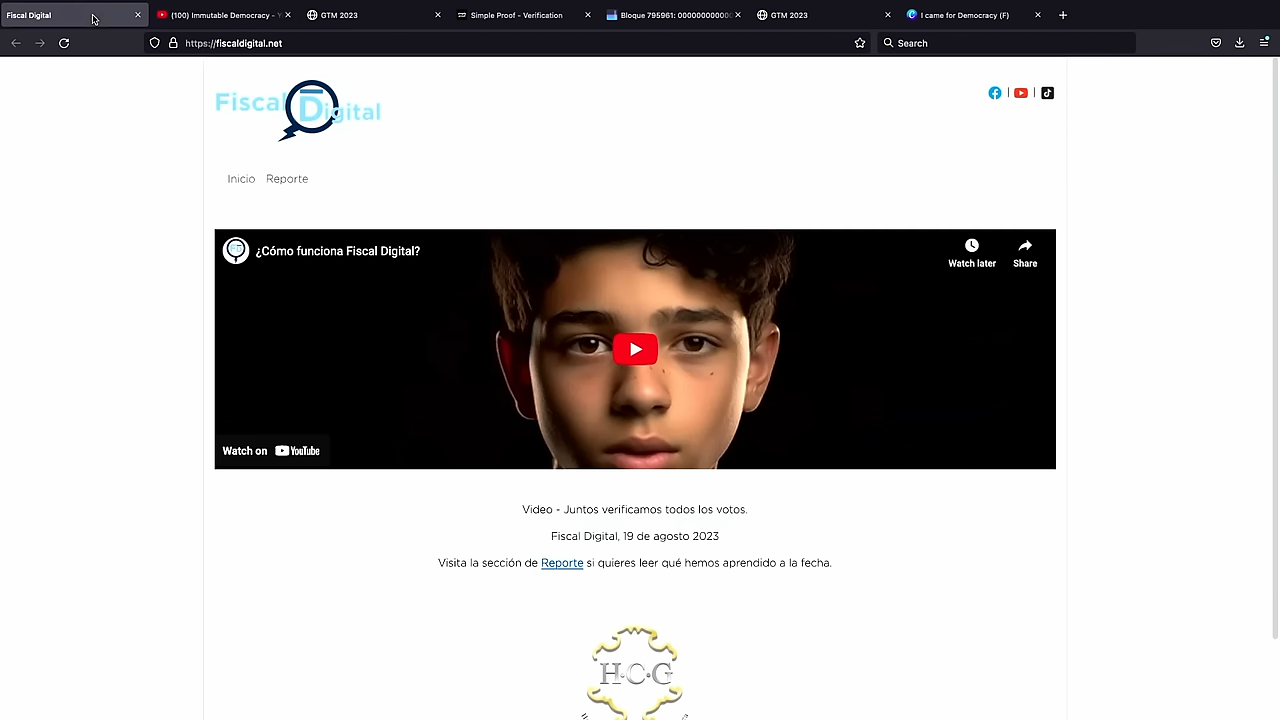 Fiscal Digital
(100) Immutable Democracy - Y
GTM 2023
Simple Proof - Verification
Bloque 795961: 000000000000
GTM 2023
I came for Democracy (F)
https://fiscaldigital.net
Search
Fiscal Digital
Inicio
Reporte
¿Cómo funciona Fiscal Digital?
Watch later
Share
Watch on YouTube
Video - Juntos verificamos todos los votos.
Fiscal Digital, 19 de agosto 2023
Visita la sección de Reporte si quieres leer qué hemos aprendido a la fecha.
H·C·G